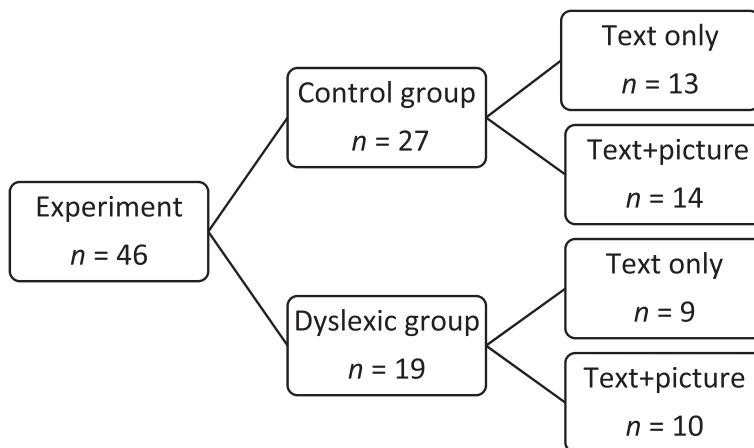 Experiment
n = 46
Control group
n = 27
Text only
n = 13
Text+picture
n = 14
Dyslexic group
n = 19
Text only
n = 9
Text+picture
n = 10